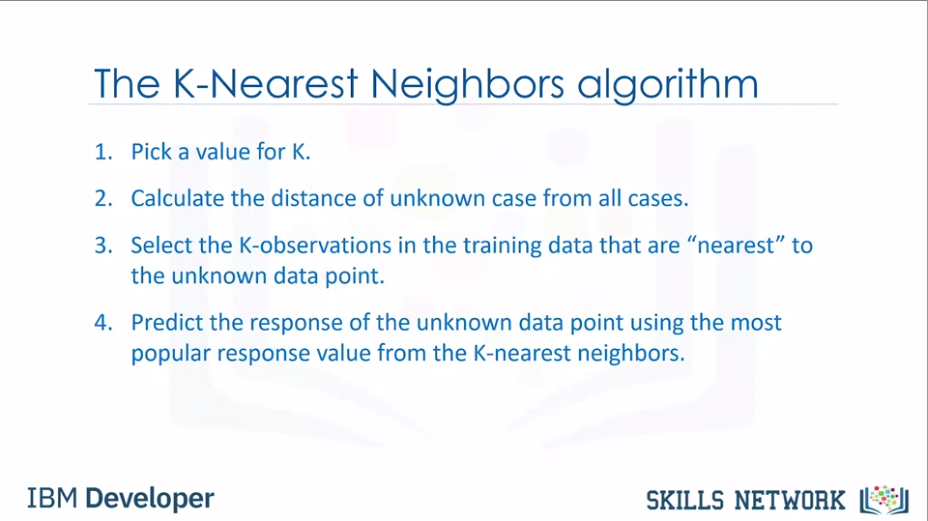 The K-Nearest Neighbors algorithm
1. Pick a value for K.
2. Calculate the distance of unknown case from all cases.
3. Select the K-observations in the training data that are “nearest” to
the unknown data point.
4. Predict the response of the unknown data point using the most
popular response value from the K-nearest neighbors.
IBM Developer
SKILLS NETWORK